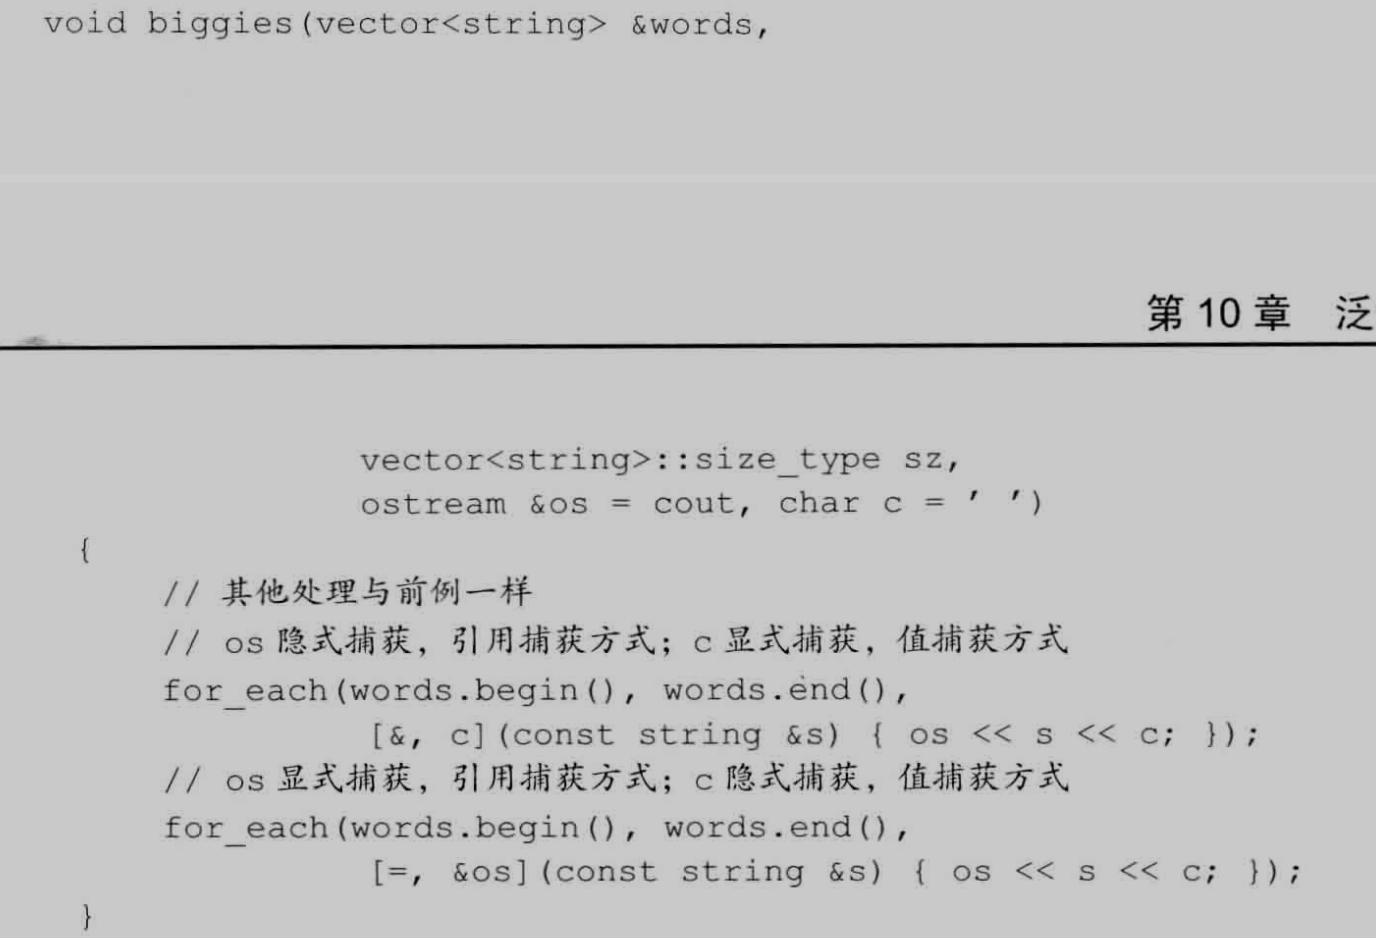 void biggies(vector<string> &words,
第 10 章 泛
vector<string>::size_type sz,
ostream &os = cout, char c = ' ')
{
// 其他处理与前例一样
// os 隐式捕获，引用捕获方式；c 显式捕获，值捕获方式
for_each(words.begin(), words.end(),
[&, c](const string &s) { os << s << c; });
// os 显式捕获，引用捕获方式；c 隐式捕获，值捕获方式
for_each(words.begin(), words.end(),
[=, &os](const string &s) { os << s << c; });
}